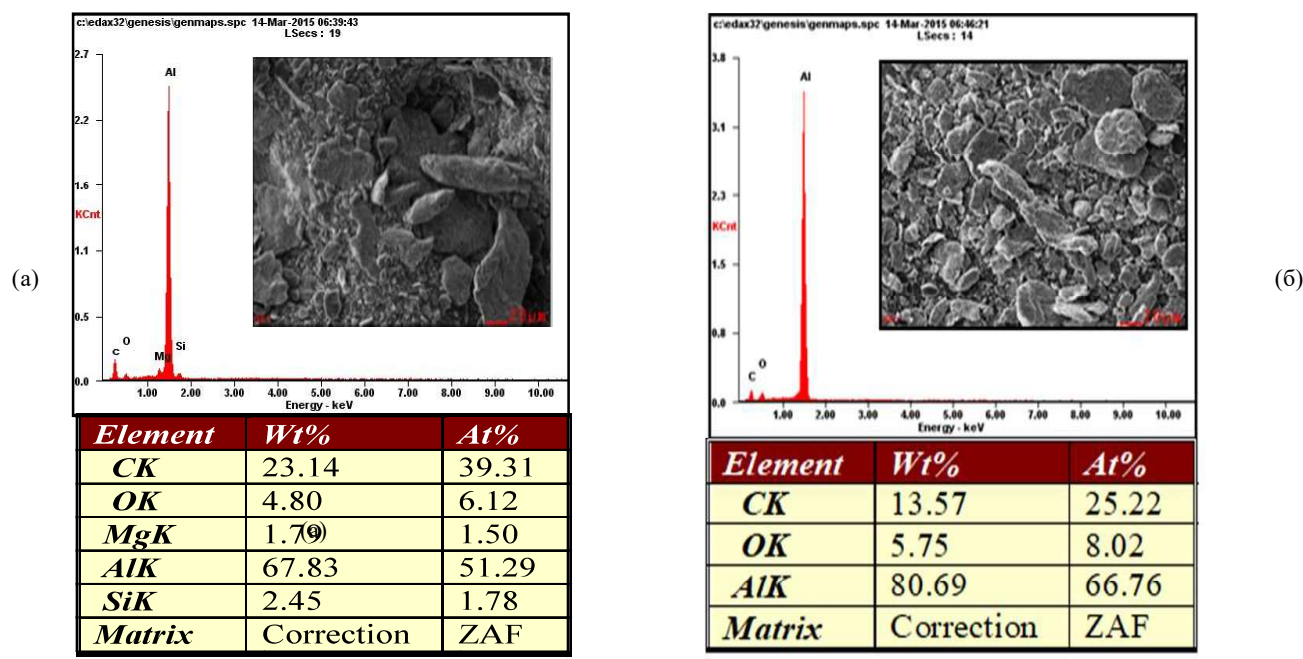 c:\edax32\genesis\genmaps.spc 14-Mar-2015 06:39:43
LSecs : 19
2.7
2.2
1.6
KCnt
1.1
0.5
0.0
Al
C
O
Mg
Si
1.00 2.00 3.00 4.00 5.00 6.00 7.00 8.00 9.00 10.00
Energy - keV
(а)
Element Wt% At%
CK 23.14 39.31
OK 4.80 6.12
MgK 1.79 1.50
(a)
AlK 67.83 51.29
SiK 2.45 1.78
Matrix Correction ZAF
c:\edax32\genesis\genmaps.spc 14-Mar-2015 06:46:21
LSecs : 14
3.8
3.1
2.3
KCnt
1.5
0.8
0.0
Al
C
O
1.00 2.00 3.00 4.00 5.00 6.00 7.00 8.00 9.00 10.00
Energy - keV
(б)
Element Wt% At%
CK 13.57 25.22
OK 5.75 8.02
AlK 80.69 66.76
Matrix Correction ZAF